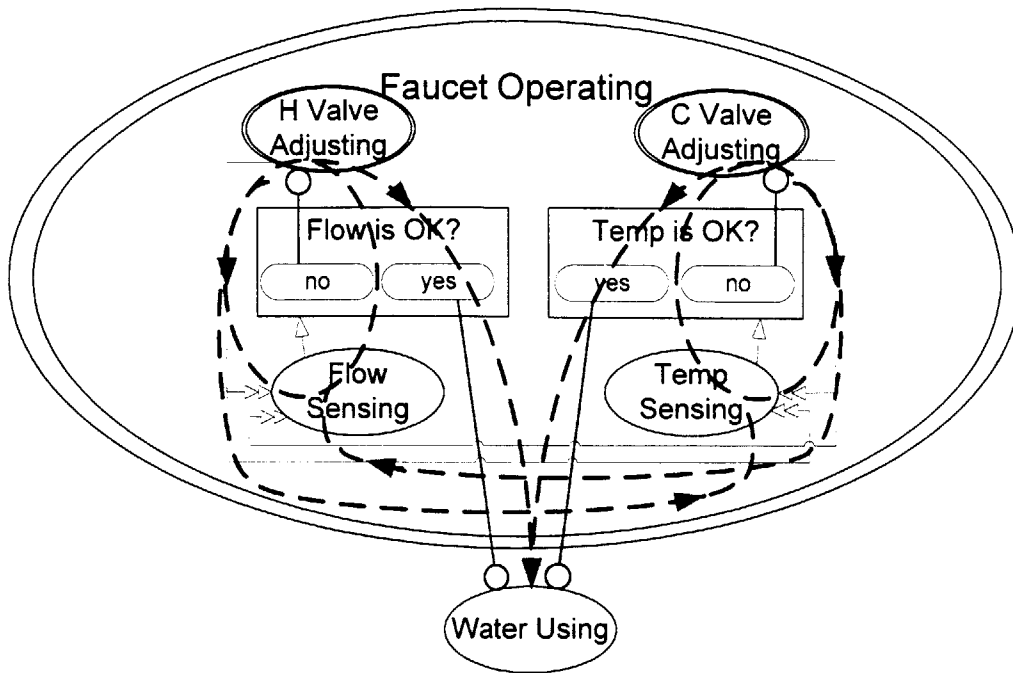 Faucet Operating
H Valve
Adjusting
C Valve
Adjusting
Flow is OK?
no
yes
Temp is OK?
yes
no
Flow
Sensing
Temp
Sensing
Water Using